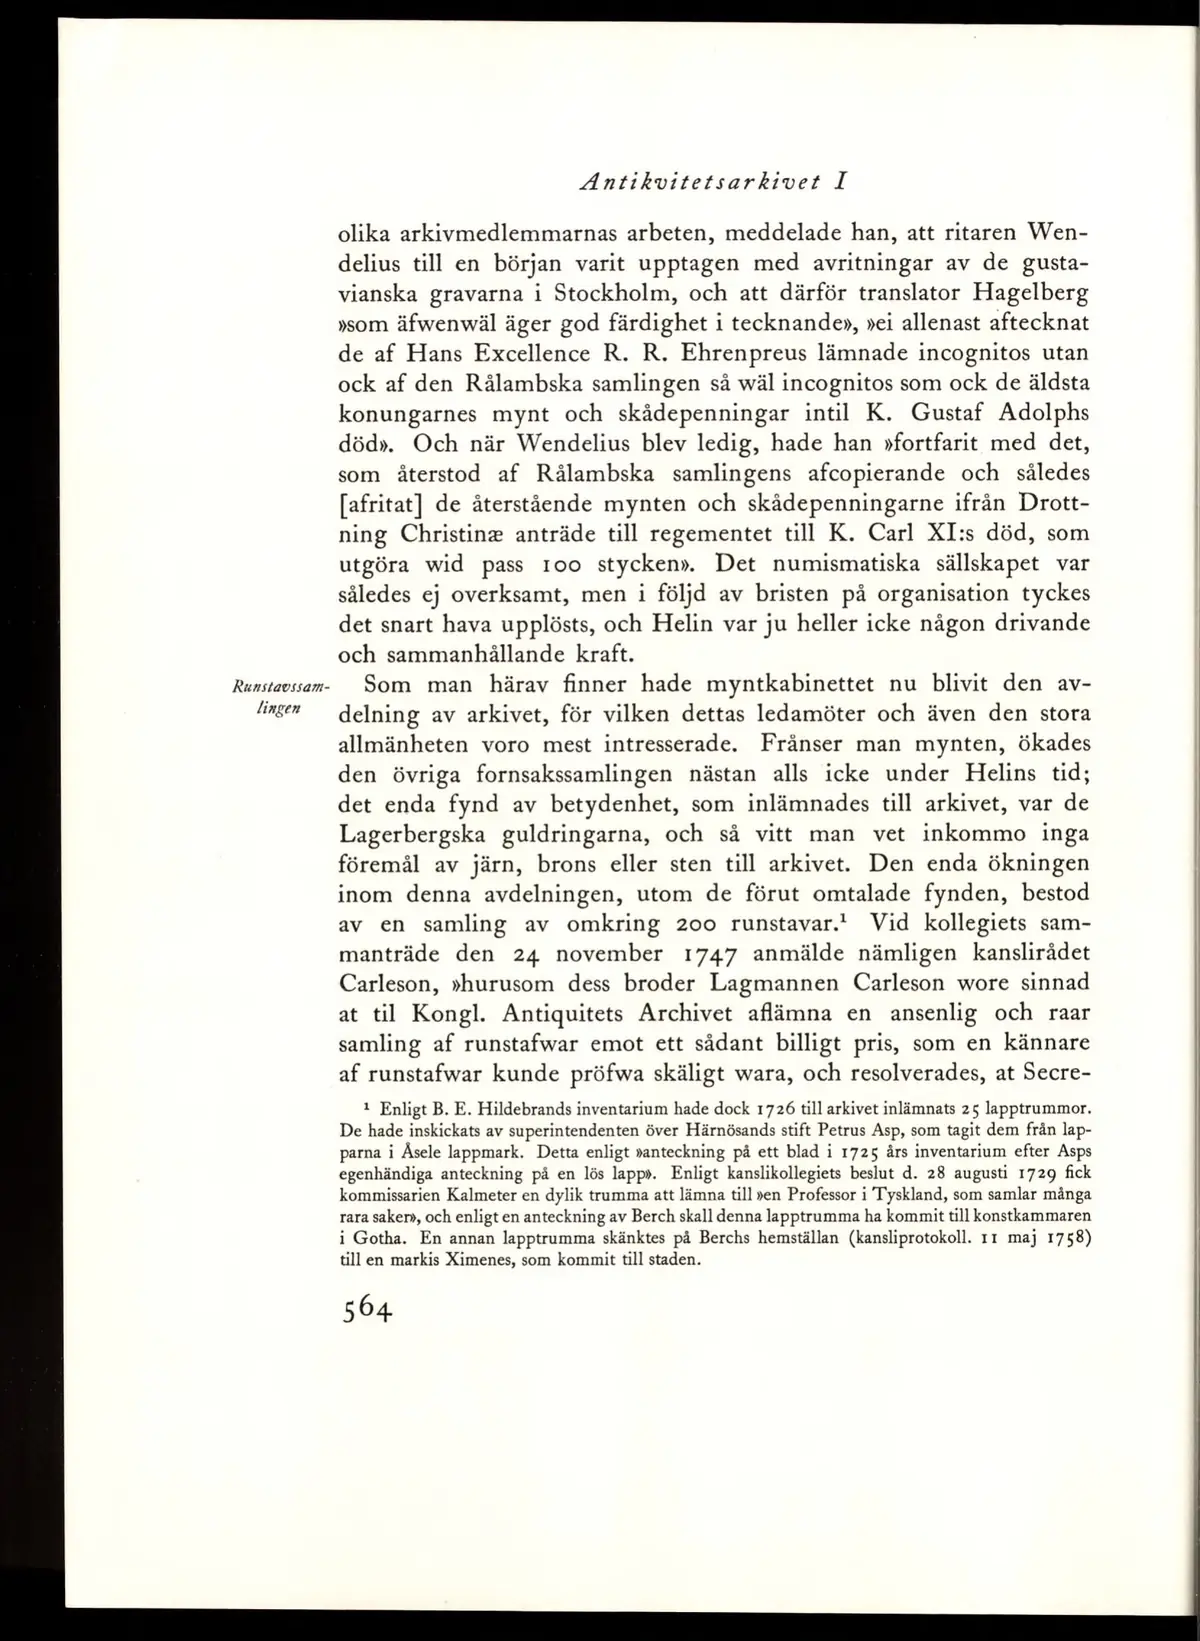 Antikvitetsarkivet I
olika arkivmedlemmarnas arbeten, meddelade han, att ritaren Wen-
delius till en början varit upptagen med avritningar av de gusta-
vianska gravarna i Stockholm, och att därför translator Hagelberg
»som äfwenwäl äger god färdighet i tecknande», »ei allenast aftecknat
de af Hans Excellence R. R. Ehrenpreus lämnade incognitos utan
ock af den Rålambska samlingen så wäl incognitos som ock de äldsta
konungarnes mynt och skådepenningar intil K. Gustaf Adolphs
död». Och när Wendelius blev ledig, hade han »fortfarit med det,
som återstod af Rålambska samlingens afcopierande och således
[afritat] de återstående mynten och skådepenningarne ifrån Drott-
ning Christinæ anträde till regementet till K. Carl XI:s död, som
utgöra wid pass 100 stycken». Det numismatiska sällskapet var
således ej overksamt, men i följd av bristen på organisation tyckes
det snart hava upplösts, och Helin var ju heller icke någon drivande
och sammanhållande kraft.
Runstavssam-
lingen
Som man härav finner hade myntkabinettet nu blivit den av-
delning av arkivet, för vilken dettas ledamöter och även den stora
allmänheten voro mest intresserade. Frånser man mynten, ökades
den övriga fornsakssamlingen nästan alls icke under Helins tid;
det enda fynd av betydenhet, som inlämnades till arkivet, var de
Lagerbergska guldringarna, och så vitt man vet inkommo inga
föremål av järn, brons eller sten till arkivet. Den enda ökningen
inom denna avdelningen, utom de förut omtalade fynden, bestod
av en samling av omkring 200 runstavar.¹ Vid kollegiets sam-
manträde den 24 november 1747 anmälde nämligen kanslirådet
Carleson, »hurusom dess broder Lagmannen Carleson wore sinnad
at til Kongl. Antiquitets Archivet aflämna en ansenlig och raar
samling af runstafwar emot ett sådant billigt pris, som en kännare
af runstafwar kunde pröfwa skäligt wara, och resolverades, at Secre-
¹ Enligt B. E. Hildebrands inventarium hade dock 1726 till arkivet inlämnats 25 lapptrummor.
De hade inskickats av superintendenten över Härnösands stift Petrus Asp, som tagit dem från lap-
parna i Åsele lappmark. Detta enligt »anteckning på ett blad i 1725 års inventarium efter Asps
egenhändiga anteckning på en lös lapp». Enligt kanslikollegiets beslut d. 28 augusti 1729 fick
kommissarien Kalmeter en dylik trumma att lämna till »en Professor i Tyskland, som samlar många
rara saker», och enligt en anteckning av Berch skall denna lapptrumma ha kommit till konstkammaren
i Gotha. En annan lapptrumma skänktes på Berchs hemställan (kansliprotokoll. 11 maj 1758)
till en markis Ximenes, som kommit till staden.
564